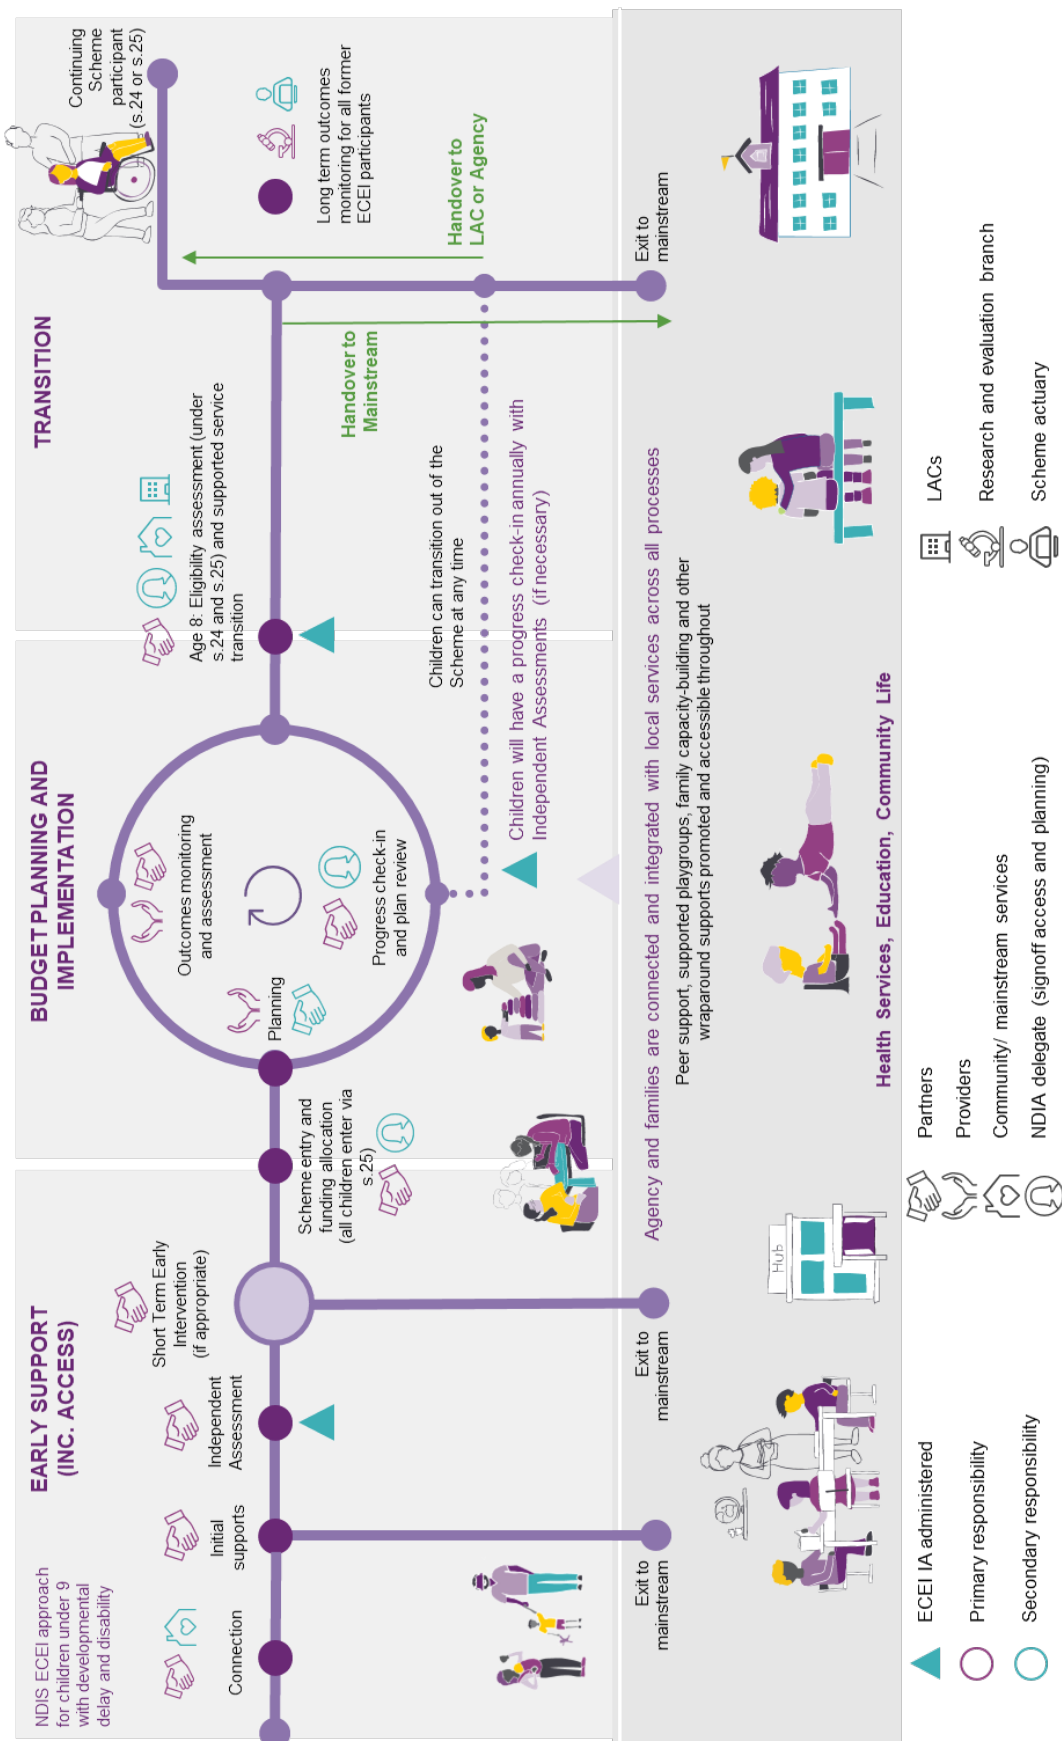 NDIS ECEI approach
for children under 9
with developmental
delay and disability
EARLY SUPPORT
(INC. ACCESS)
Connection
Initial
supports
Independent
Assessment
Short Term Early
Intervention
(if appropriate)
Exit to
mainstream
Exit to
mainstream
BUDGET PLANNING AND
IMPLEMENTATION
Scheme entry and
funding allocation
(all children enter via
s.25)
Planning
Outcomes monitoring
and assessment
Progress check-in
and plan review
TRANSITION
Age 8: Eligibility assessment (under
s.24 and s.25) and supported service
transition
Children can transition out of the
Scheme at any time
Children will have a progress check-in annually with
Independent Assessments (if necessary)
Handover to
Mainstream
Handover to
LAC or Agency
Continuing
Scheme
participant
(s.24 or s.25)
Long term outcomes
monitoring for all former
ECEI participants
Exit to
mainstream
Agency and families are connected and integrated with local services across all processes
Peer support, supported playgroups, family capacity-building and other
wraparound supports promoted and accessible throughout
Hub
Health Services, Education, Community Life
ECEI IA administered
Primary responsibility
Secondary responsibility
Partners
Providers
Community/ mainstream services
NDIA delegate (signoff access and planning)
LACs
Research and evaluation branch
Scheme actuary